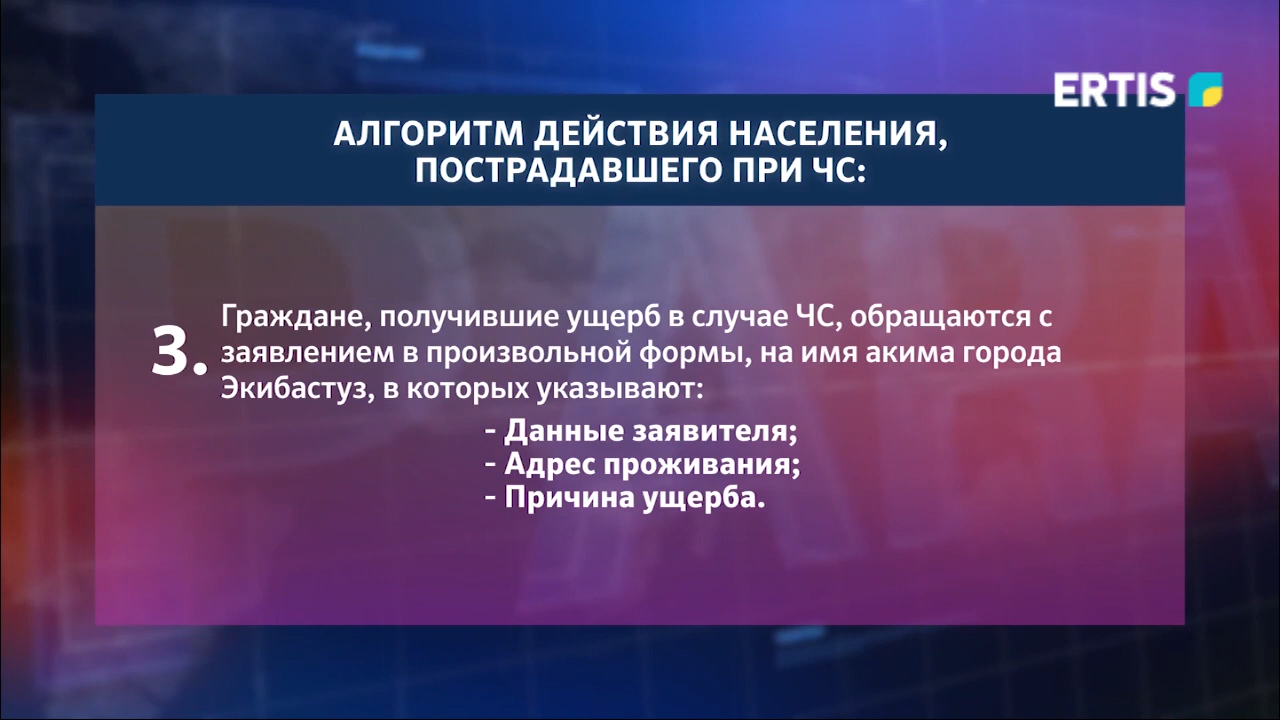 ERTIS
АЛГОРИТМ ДЕЙСТВИЯ НАСЕЛЕНИЯ,
ПОСТРАДАВШЕГО ПРИ ЧС:
3.
Граждане, получившие ущерб в случае ЧС, обращаются с
заявлением в произвольной формы, на имя акима города
Экибастуз, в которых указывают:
- Данные заявителя;
- Адрес проживания;
- Причина ущерба.